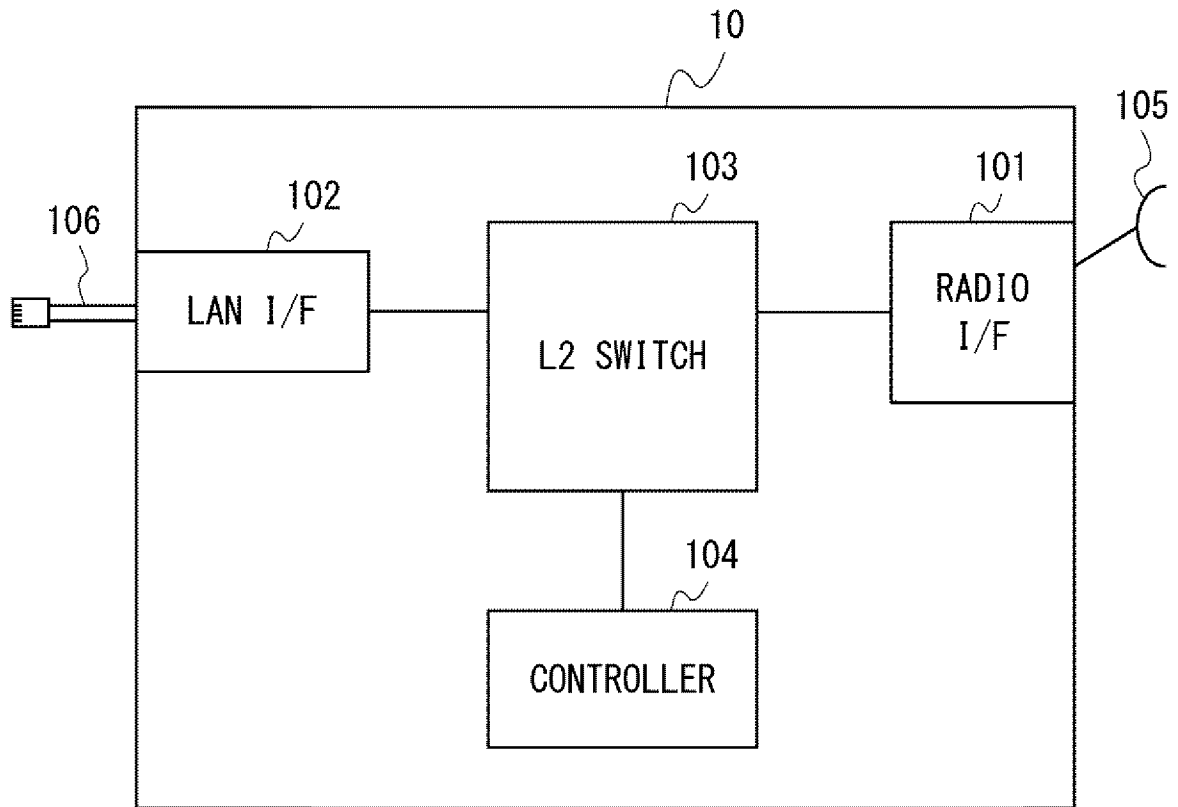 10
105
103
101
102
106
LAN I/F
RADIO
I/F
L2 SWITCH
104
CONTROLLER